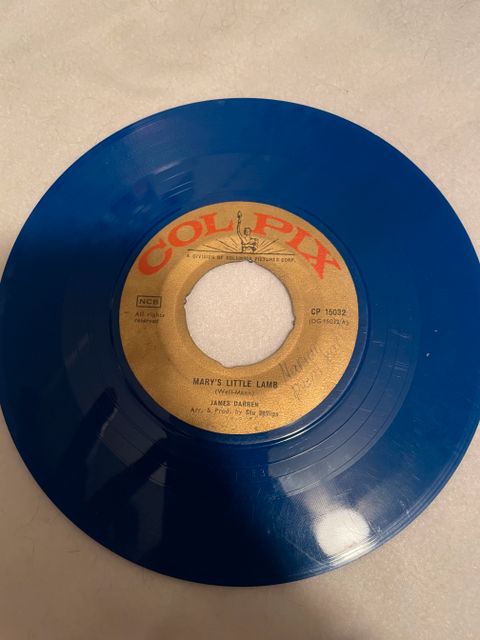 COLPIX
A DIVISION OF COLUMBIA PICTURES CORP.
NCB
All rights
reserved
CP 15032
MARY'S LITTLE LAMB
(Weil-Mann)
JAMES DARREN
Arr. & Prod. by Stu Phillips